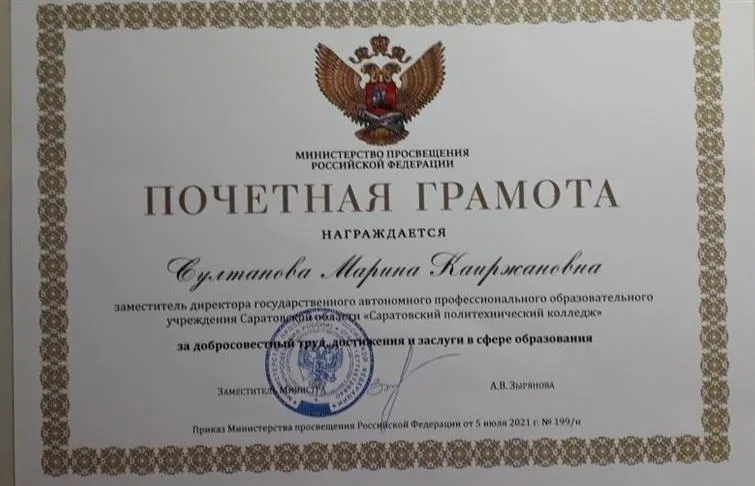 МИНИСТЕРСТВО ПРОСВЕЩЕНИЯ
РОССИЙСКОЙ ФЕДЕРАЦИИ
ПОЧЕТНАЯ ГРАМОТА
НАГРАЖДАЕТСЯ
Султанова Марина Каиржановна
заместитель директора государственного автономного профессионального образовательного
учреждения Саратовской области «Саратовский политехнический колледж»
за добросовестный труд, достижения и заслуги в сфере образования
Заместитель Министра А.В. Зырянова
Приказ Министерства просвещения Российской Федерации от 5 июля 2021 г. № 199/н